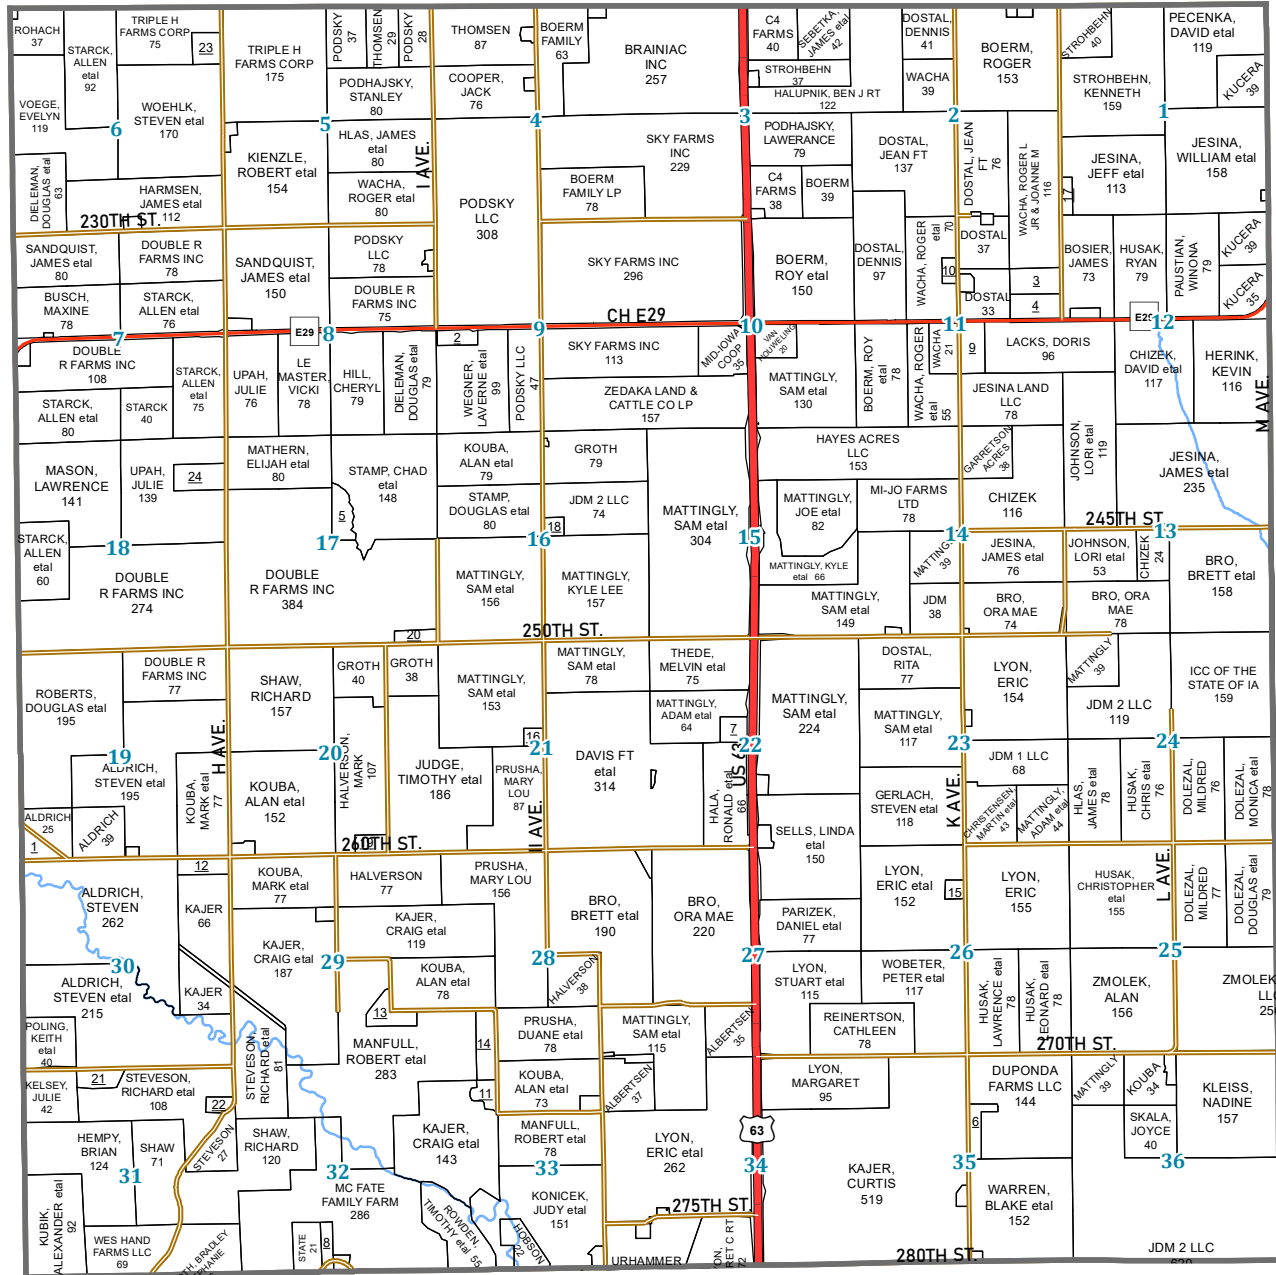 ROHACH
37
STARCK,
ALLEN
etal
92
TRIPLE H
FARMS CORP
75
23
TRIPLE H
FARMS CORP
175
PODSKY
37
THOMSEN
29
PODSKY
28
THOMSEN
87
BOERM
FAMILY
63
BRAINIAC
INC
257
C4
FARMS
40
SEBETKA,
JAMES etal
42
DOSTAL,
DENNIS
41
BOERM,
ROGER
153
STROHBEHN
40
PECENKA,
DAVID etal
119
VOEGE,
EVELYN
119
WOEHLK,
STEVEN etal
170
PODHAJSKY,
STANLEY
80
COOPER,
JACK
76
STROHBEHN
37
HALUPNIK, BEN J RT
122
WACHA
39
STROHBEHN,
KENNETH
159
KUCERA
39
6
5
4
3
2
1
DIELEMAN,
DOUGLAS etal
63
HARMSEN,
JAMES etal
112
KIENZLE,
ROBERT etal
154
HLAS, JAMES
etal
80
WACHA,
ROGER etal
80
I AVE.
PODSKY
LLC
308
SKY FARMS
INC
229
BOERM
FAMILY LP
78
PODHAJSKY,
LAWERANCE
79
C4
FARMS
38
BOERM
39
DOSTAL,
JEAN FT
137
DOSTAL, JEAN
FT
76
WACHA, ROGER L
JR & JOANNE M
116
17
JESINA,
JEFF etal
113
JESINA,
WILLIAM etal
158
230TH ST.
SANDQUIST,
JAMES etal
80
DOUBLE R
FARMS INC
78
SANDQUIST,
JAMES etal
150
PODSKY
LLC
78
DOUBLE R
FARMS INC
75
SKY FARMS INC
296
BOERM,
ROY etal
150
DOSTAL,
DENNIS
97
WACHA, ROGER
etal
70
10
DOSTAL
37
DOSTAL
33
3
4
BOSIER,
JAMES
73
HUSAK,
RYAN
79
PAUSTIAN,
WINONA
79
KUCERA
39
KUCERA
35
BUSCH,
MAXINE
78
STARCK,
ALLEN etal
76
CH E29
E29
7
8
9
10
11
12
DOUBLE
R FARMS INC
108
STARCK,
ALLEN
etal
75
UPAH,
JULIE
76
LE
MASTER,
VICKI
78
HILL,
CHERYL
79
DIELEMAN,
DOUGLAS etal
79
2
WEGNER,
LAVERNE etal
99
PODSKY LLC
47
SKY FARMS INC
113
MID-IOWA
COOP
35
20
ZEDAKA LAND &
CATTLE CO LP
157
MATTINGLY,
SAM etal
130
BOERM, ROY
etal
78
WACHA, ROGER
etal
55
WACHA
21
9
LACKS, DORIS
96
JESINA LAND
LLC
78
CHIZEK,
DAVID etal
117
HERINK,
KEVIN
116
M AVE.
STARCK,
ALLEN etal
80
STARCK
40
MASON,
LAWRENCE
141
UPAH,
JULIE
139
24
MATHERN,
ELIJAH etal
80
STAMP, CHAD
etal
148
5
KOUBA,
ALAN etal
79
STAMP,
DOUGLAS etal
80
GROTH
79
JDM 2 LLC
74
18
MATTINGLY,
SAM etal
304
HAYES ACRES
LLC
153
MATTINGLY,
JOE etal
82
MI-JO FARMS
LTD
78
GARRETSON
ACRES
38
CHIZEK
116
JOHNSON,
LORI etal
119
JESINA,
JAMES etal
235
245TH ST.
STARCK,
ALLEN
etal
60
18
17
16
15
14
13
DOUBLE
R FARMS INC
274
DOUBLE
R FARMS INC
384
MATTINGLY,
SAM etal
156
MATTINGLY,
KYLE LEE
157
MATTINGLY, KYLE
etal 66
MATTINGLY,
SAM etal
149
39
JDM
38
JESINA,
JAMES etal
76
BRO,
ORA MAE
74
JOHNSON,
LORI etal
53
CHIZEK
24
BRO, ORA
MAE
78
BRO,
BRETT etal
158
20
250TH ST.
ROBERTS,
DOUGLAS etal
195
DOUBLE R
FARMS INC
77
SHAW,
RICHARD
157
GROTH
40
GROTH
38
MATTINGLY,
SAM etal
153
MATTINGLY,
SAM etal
78
THEDE,
MELVIN etal
75
MATTINGLY,
ADAM etal
64
7
MATTINGLY,
SAM etal
224
DOSTAL,
RITA
77
MATTINGLY,
SAM etal
117
LYON,
ERIC
154
MATTINGLY
39
JDM 2 LLC
119
ICC OF THE
STATE OF IA
159
H AVE.
16
19
20
21
22
23
24
ALDRICH,
STEVEN etal
195
KOUBA,
MARK etal
77
KOUBA,
ALAN etal
152
HALVERSON,
MARK
107
JUDGE,
TIMOTHY etal
186
PRUSHA,
MARY
LOU
87
DAVIS FT
etal
314
HALA,
RONALD etal
66
GERLACH,
STEVEN etal
118
K AVE.
JDM 1 LLC
68
CHRISTENSEN,
MARTIN etal
43
MATTINGLY,
ADAM etal
44
HLAS,
JAMES etal
78
HUSAK,
CHRIS etal
76
DOLEZAL,
MILDRED
76
DOLEZAL,
MONICA etal
78
ALDRICH
25
ALDRICH
39
1
260TH ST.
SELLS, LINDA
etal
150
12
ALDRICH,
STEVEN
262
KAJER
66
KOUBA,
MARK etal
77
HALVERSON
77
PRUSHA,
MARY LOU
156
BRO,
BRETT etal
190
BRO,
ORA MAE
220
PARIZEK,
DANIEL etal
77
LYON,
ERIC etal
152
15
LYON,
ERIC
155
HUSAK,
CHRISTOPHER
etal
155
L AVE.
DOLEZAL,
MILDRED
77
DOLEZAL,
DOUGLAS etal
79
KAJER,
CRAIG etal
187
KAJER,
CRAIG etal
119
30
29
28
27
26
25
ALDRICH,
STEVEN etal
215
KAJER
34
KOUBA,
ALAN etal
78
HALVERSON
38
LYON,
STUART etal
115
WOBETER,
PETER etal
117
HUSAK,
LAWRENCE etal
78
HUSAK,
LEONARD etal
78
ZMOLEK,
ALAN
156
POLING,
KEITH
etal
40
STEVESON,
RICHARD etal
81
13
MANFULL,
ROBERT etal
283
14
PRUSHA,
DUANE etal
78
MATTINGLY,
SAM etal
115
ALBERTSEN
35
REINERTSON,
CATHLEEN
78
270TH ST.
KELSEY,
JULIE
42
21
STEVESON,
RICHARD etal
108
22
11
KOUBA,
ALAN etal
73
ALBERTSEN
37
LYON,
MARGARET
95
DUPONDA
FARMS LLC
144
MATTINGLY
39
KOUBA
34
KLEISS,
NADINE
157
HEMPY,
BRIAN
124
SHAW
71
STEVESON
27
SHAW,
RICHARD
120
KAJER,
CRAIG etal
143
MANFULL,
ROBERT etal
78
LYON,
ERIC etal
262
63
6
SKALA,
JOYCE
40
31
32
33
34
35
36
KUBIK,
ALEXANDER etal
92
MC FATE
FAMILY FARM
286
KONICEK,
JUDY etal
151
KAJER,
CURTIS
519
WARREN,
BLAKE etal
152
275TH ST.
WES HAND
FARMS LLC
69
STATE
21
8
ROWDEN,
TIMOTHY etal
55
HOBSON
22
URHAMMER
280TH ST.
JDM 2 LLC